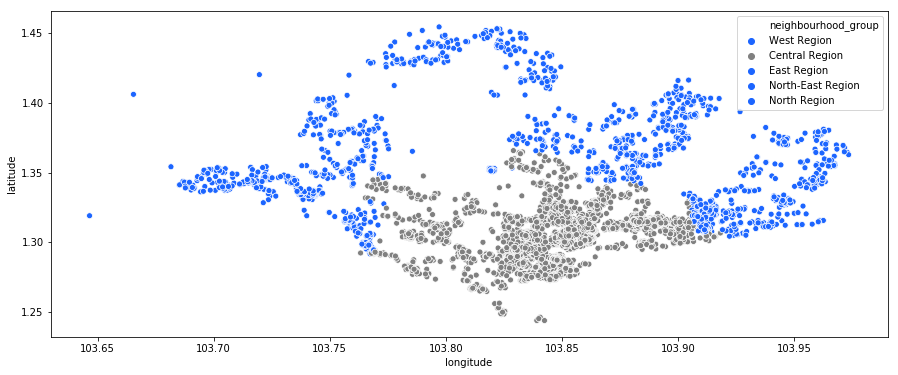 neighbourhood_group
West Region
Central Region
East Region
North-East Region
North Region
latitude
1.45
1.40
1.35
1.30
1.25
103.65 103.70 103.75 103.80 103.85 103.90 103.95
longitude